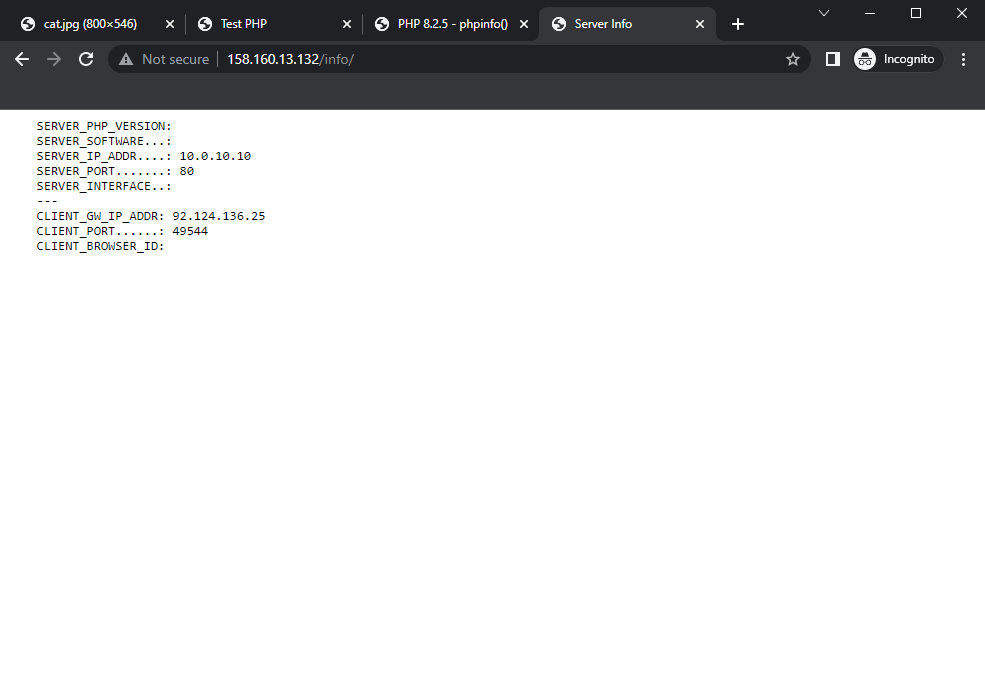 cat.jpg (800×546)
Test PHP
PHP 8.2.5 - phpinfo()
Server Info
Not secure
158.160.13.132/info/
Incognito
SERVER_PHP_VERSION:
SERVER_SOFTWARE...:
SERVER_IP_ADDR....: 10.0.10.10
SERVER_PORT.......: 80
SERVER_INTERFACE..:
---
CLIENT_GW_IP_ADDR: 92.124.136.25
CLIENT_PORT......: 49544
CLIENT_BROWSER_ID: